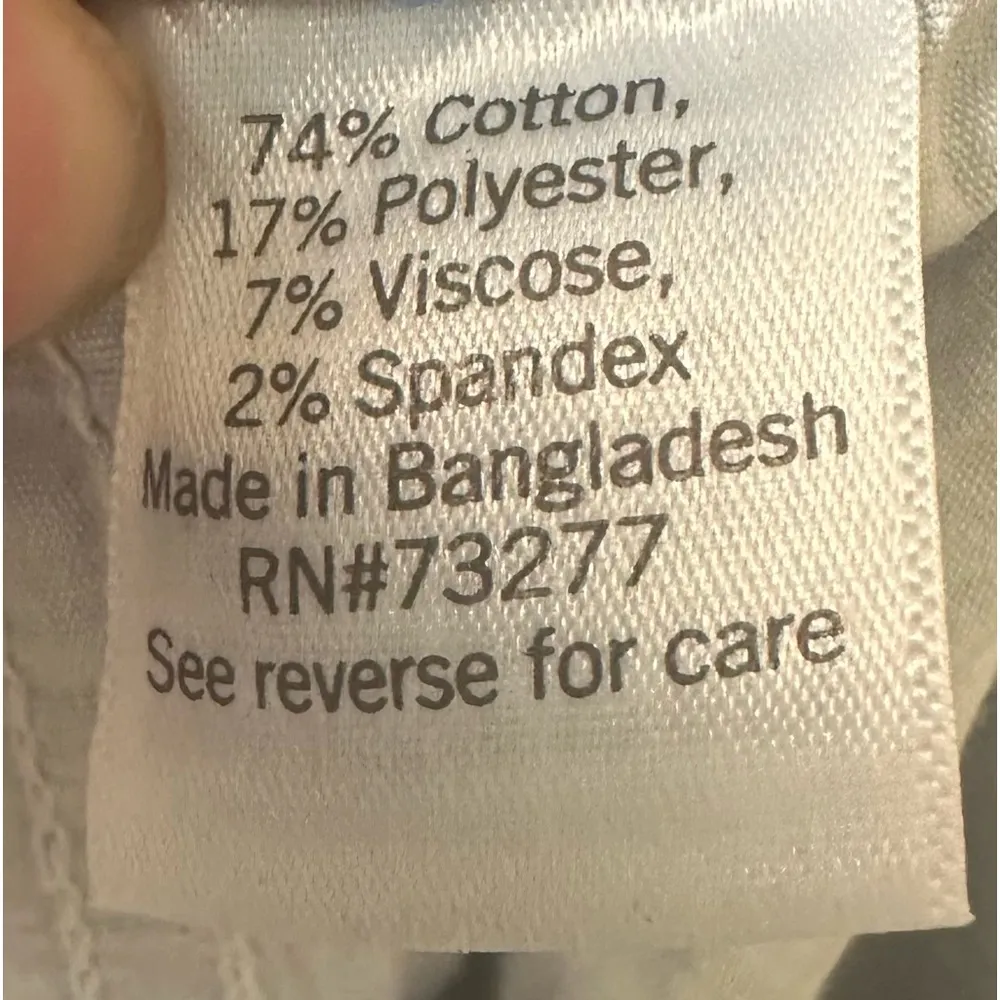 74% Cotton,
17% Polyester,
7% Viscose,
2% Spandex
Made in Bangladesh
RN#73277
See reverse for care